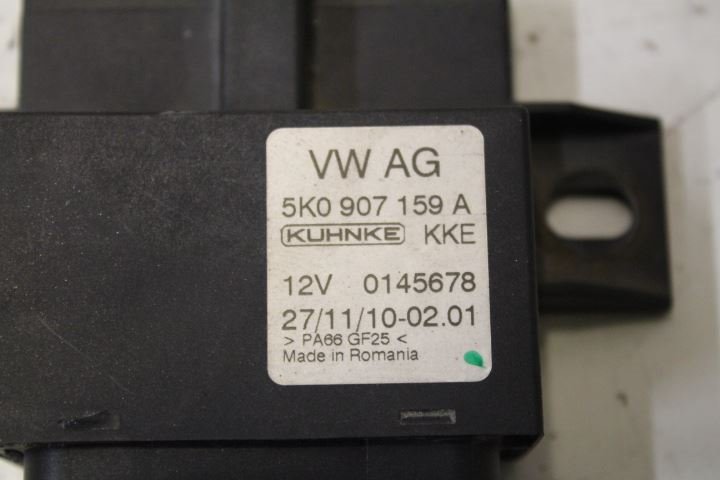 VW AG
5K0 907 159 A
KUHNKE KKE
12V 0145678
27/11/10-02.01
> PA66 GF25 <
Made in Romania